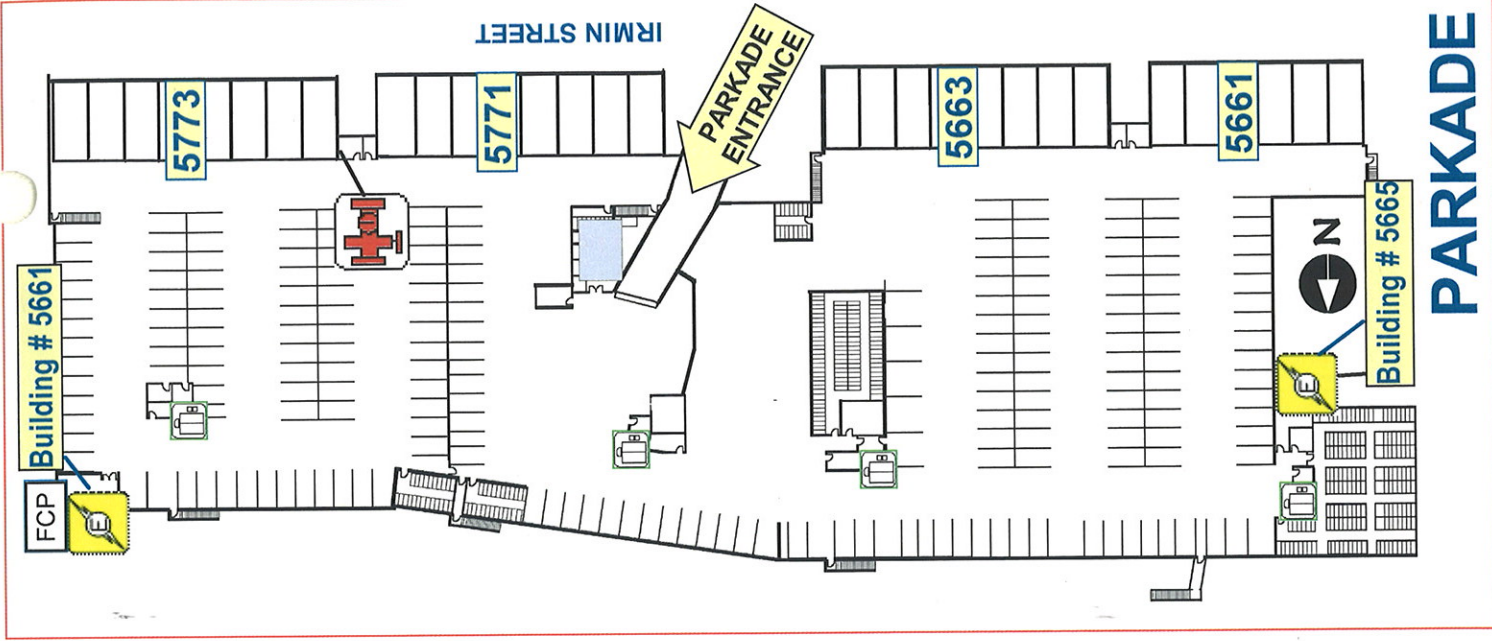 IRMIN STREET
PARKADE
ENTRANCE
5773
5771
5663
5661
PARKADE
N
Building # 5661
FCP
E
Building # 5665
E